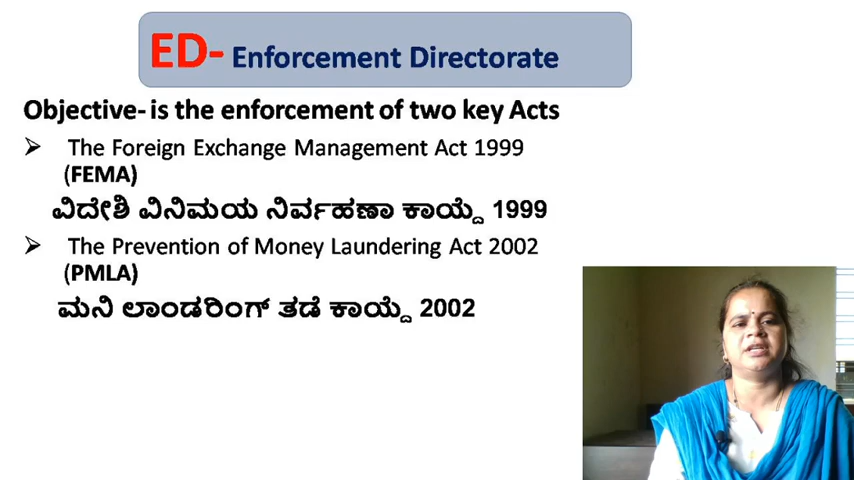 ED- Enforcement Directorate
Objective- is the enforcement of two key Acts
➢ The Foreign Exchange Management Act 1999
(FEMA)
ವಿದೇಶಿ ವಿನಿಮಯ ನಿರ್ವಹಣಾ ಕಾಯ್ದೆ 1999
➢ The Prevention of Money Laundering Act 2002
(PMLA)
ಮನಿ ಲಾಂಡರಿಂಗ್ ತಡೆ ಕಾಯ್ದೆ 2002